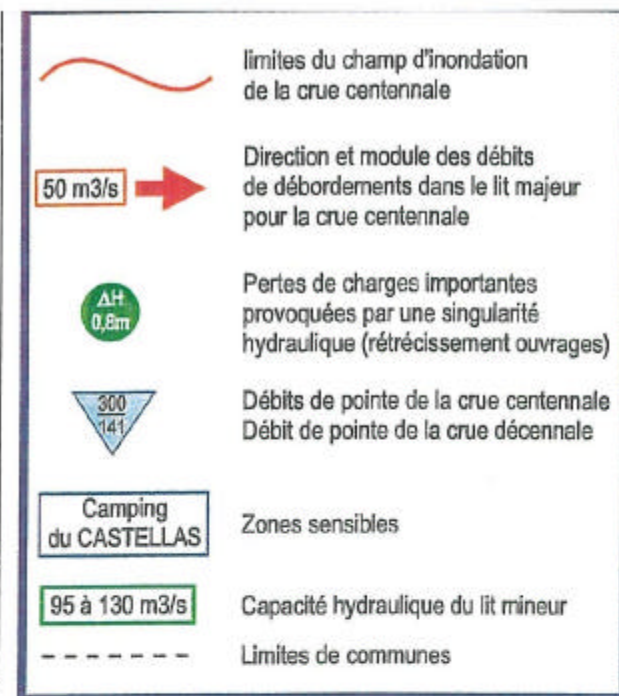 limites du champ d'inondation
de la crue centennale
50 m3/s
Direction et module des débits
de débordements dans le lit majeur
pour la crue centennale
ΔH
0,8m
Pertes de charges importantes
provoquées par une singularité
hydraulique (rétrécissement ouvrages)
300
141
Débits de pointe de la crue centennale
Débit de pointe de la crue décennale
Camping
du CASTELLAS
Zones sensibles
95 à 130 m3/s
Capacité hydraulique du lit mineur
Limites de communes